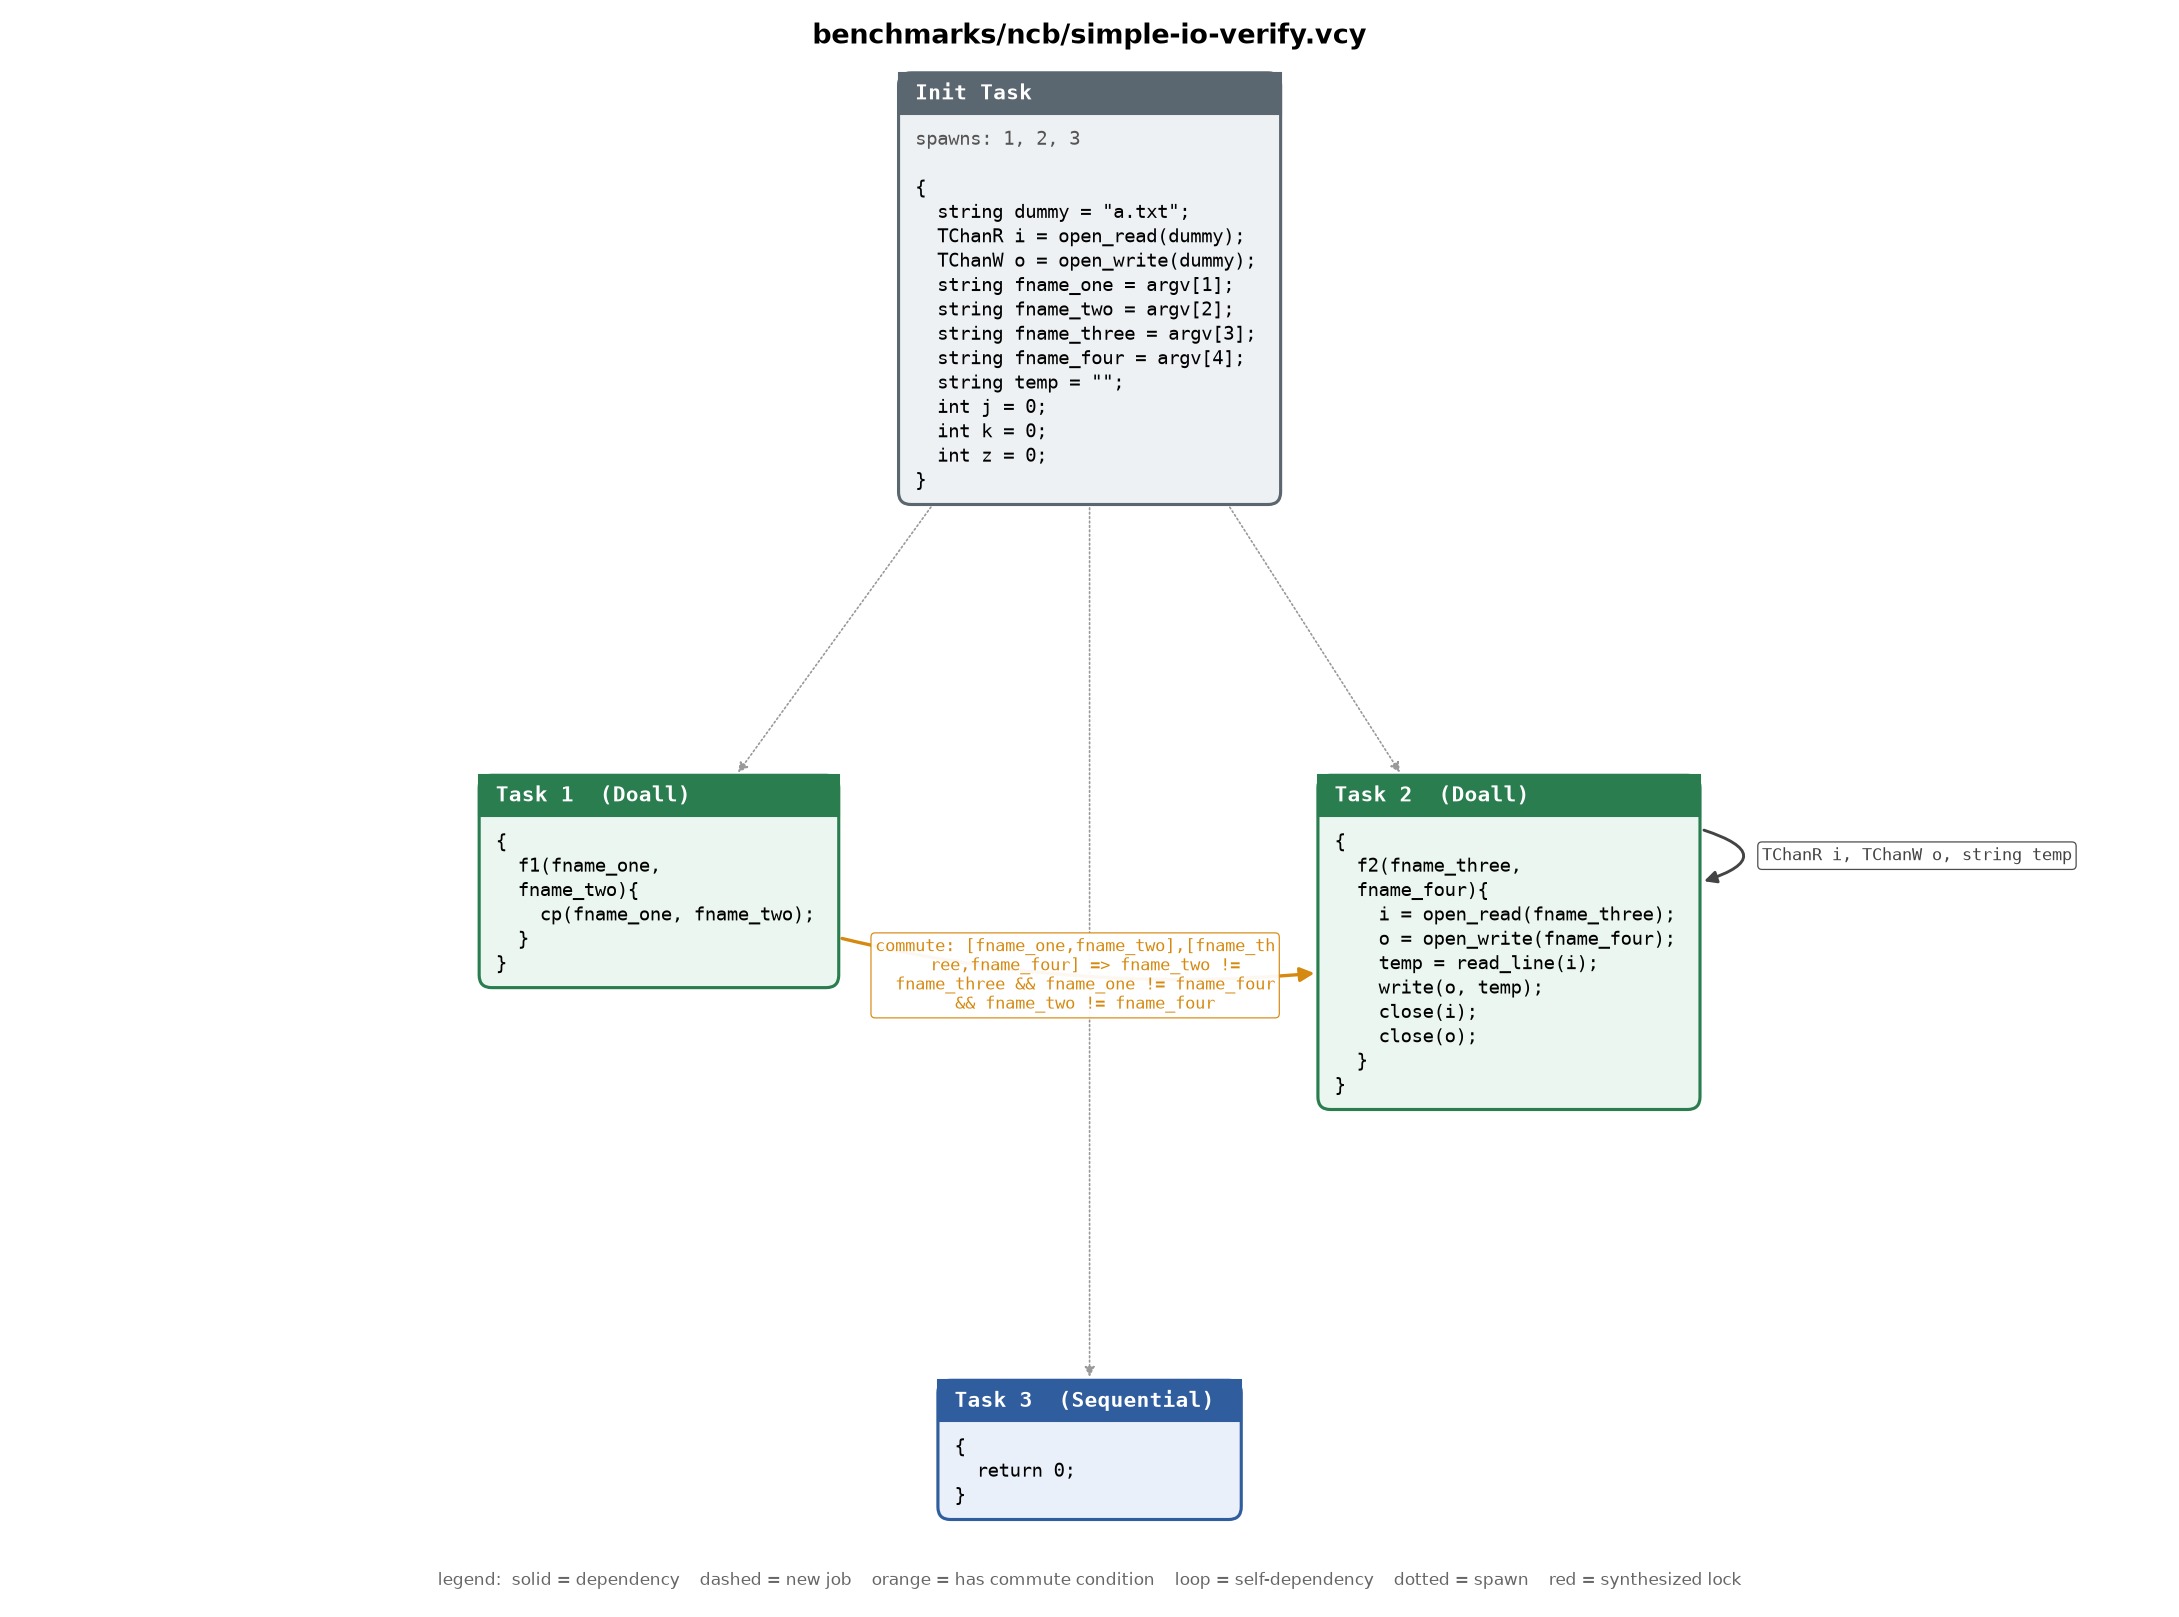 benchmarks/ncb/simple-io-verify.vcy
Init Task
spawns: 1, 2, 3
{
  string dummy = "a.txt";
  TChanR i = open_read(dummy);
  TChanW o = open_write(dummy);
  string fname_one = argv[1];
  string fname_two = argv[2];
  string fname_three = argv[3];
  string fname_four = argv[4];
  string temp = "";
  int j = 0;
  int k = 0;
  int z = 0;
}
Task 1  (Doall)
{
  f1(fname_one,
  fname_two){
    cp(fname_one, fname_two);
  }
}
commute: [fname_one,fname_two],[fname_th
ree,fname_four] => fname_two !=
fname_three && fname_one != fname_four
&& fname_two != fname_four
Task 2  (Doall)
{
  f2(fname_three,
  fname_four){
    i = open_read(fname_three);
    o = open_write(fname_four);
    temp = read_line(i);
    write(o, temp);
    close(i);
    close(o);
  }
}
TChanR i, TChanW o, string temp
Task 3  (Sequential)
{
  return 0;
}
legend:  solid = dependency    dashed = new job    orange = has commute condition    loop = self-dependency    dotted = spawn    red = synthesized lock